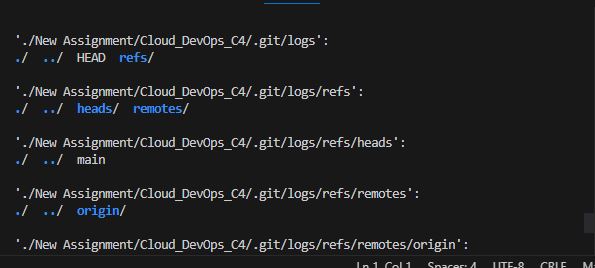 './New Assignment/Cloud_DevOps_C4/.git/logs':
./  ../  HEAD  refs/
'./New Assignment/Cloud_DevOps_C4/.git/logs/refs':
./  ../  heads/  remotes/
'./New Assignment/Cloud_DevOps_C4/.git/logs/refs/heads':
./  ../  main
'./New Assignment/Cloud_DevOps_C4/.git/logs/refs/remotes':
./  ../  origin/
'./New Assignment/Cloud_DevOps_C4/.git/logs/refs/remotes/origin':
Ln 1, Col 1  Spaces: 4  UTF-8  CRLF